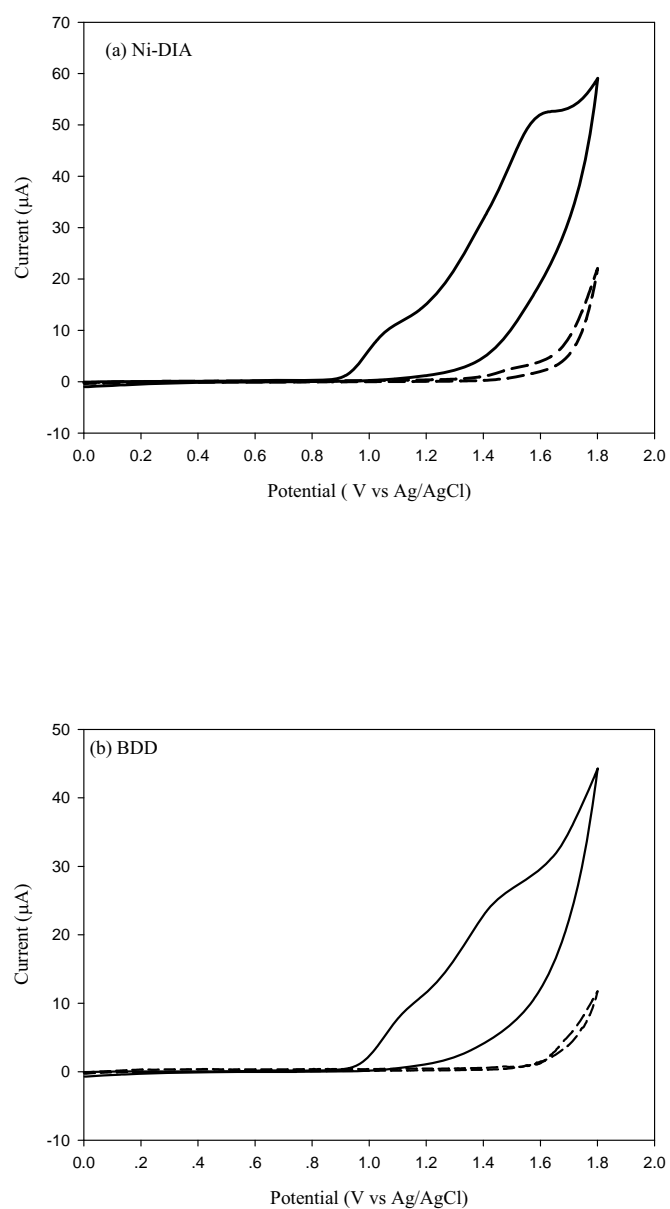 70
(a) Ni-DIA
60
50
40
30
20
10
0
-10
Current (µA)
0.0 0.2 0.4 0.6 0.8 1.0 1.2 1.4 1.6 1.8 2.0
Potential ( V vs Ag/AgCl)
50
(b) BDD
40
30
20
10
0
-10
Current (µA)
0.0 .2 .4 .6 .8 1.0 1.2 1.4 1.6 1.8 2.0
Potential (V vs Ag/AgCl)